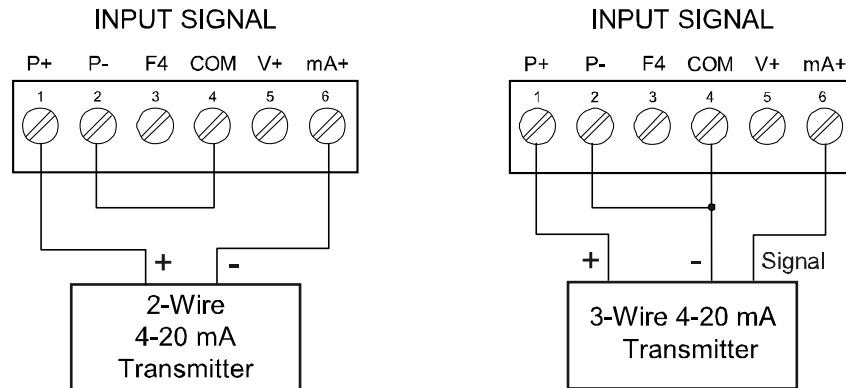 INPUT SIGNAL
P+ P- F4 COM V+ mA+
1 2 3 4 5 6
+ -
2-Wire
4-20 mA
Transmitter
INPUT SIGNAL
P+ P- F4 COM V+ mA+
1 2 3 4 5 6
+ - Signal
3-Wire 4-20 mA
Transmitter